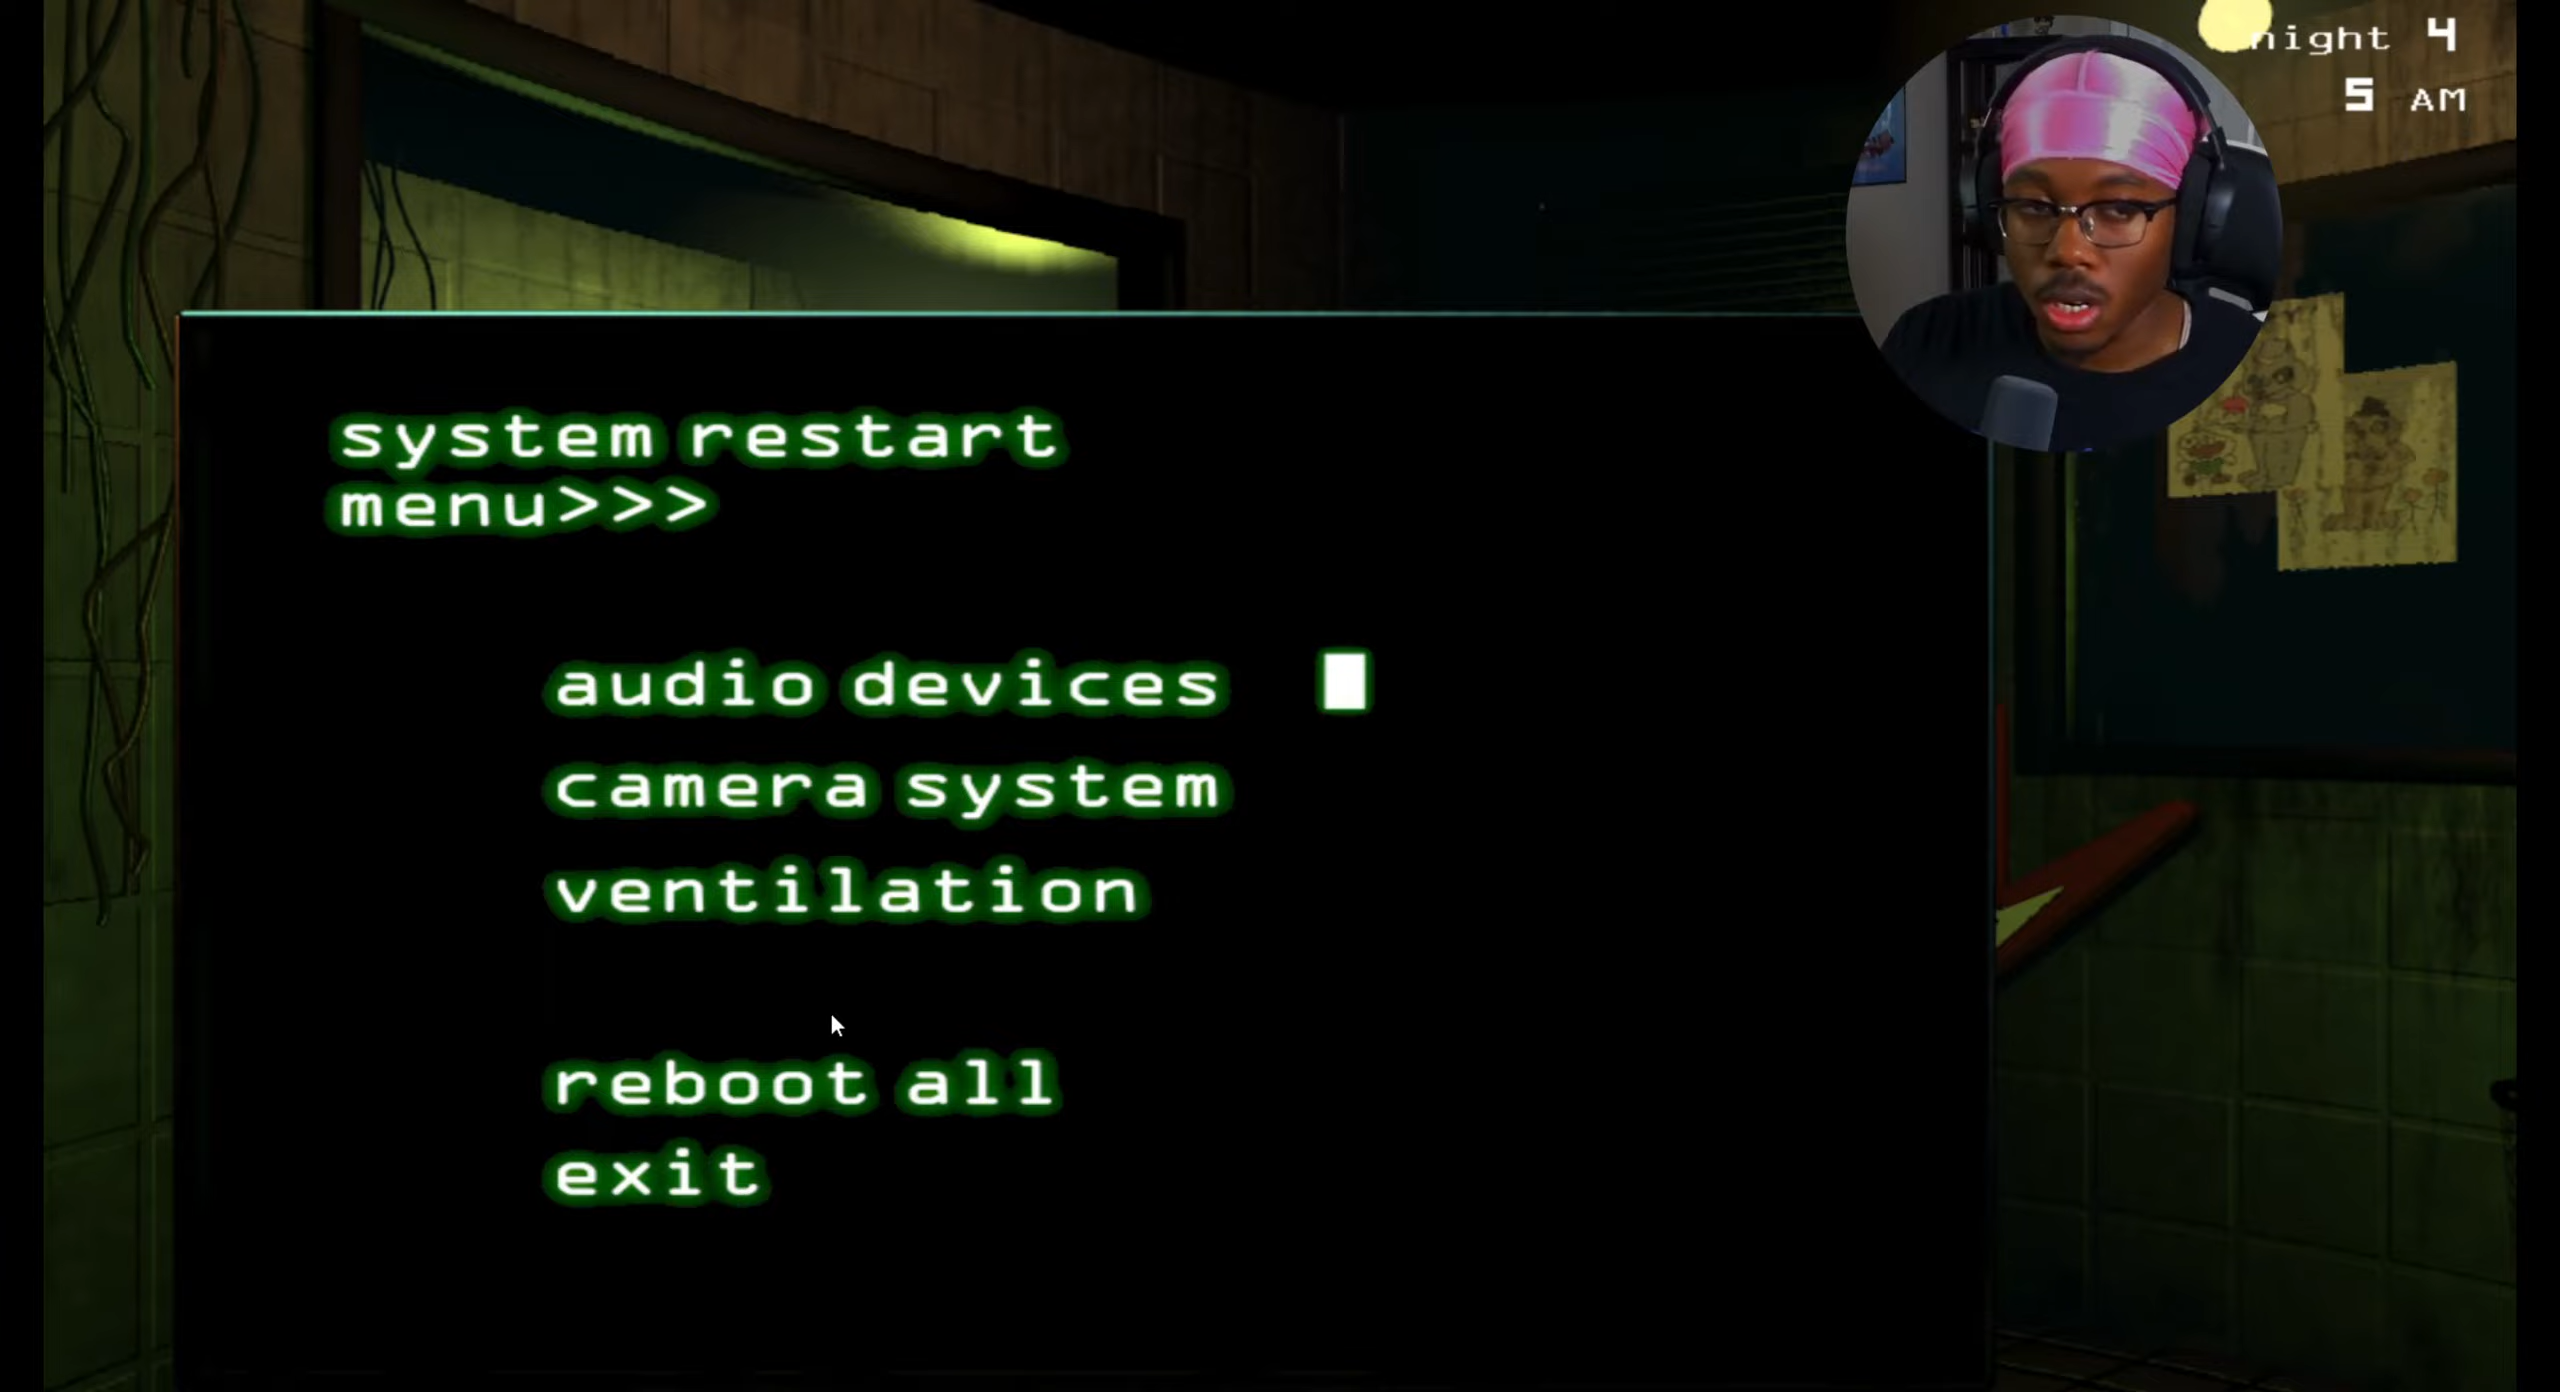 night 4
5 AM
system restart
menu>>>
audio devices
camera system
ventilation
reboot all
exit